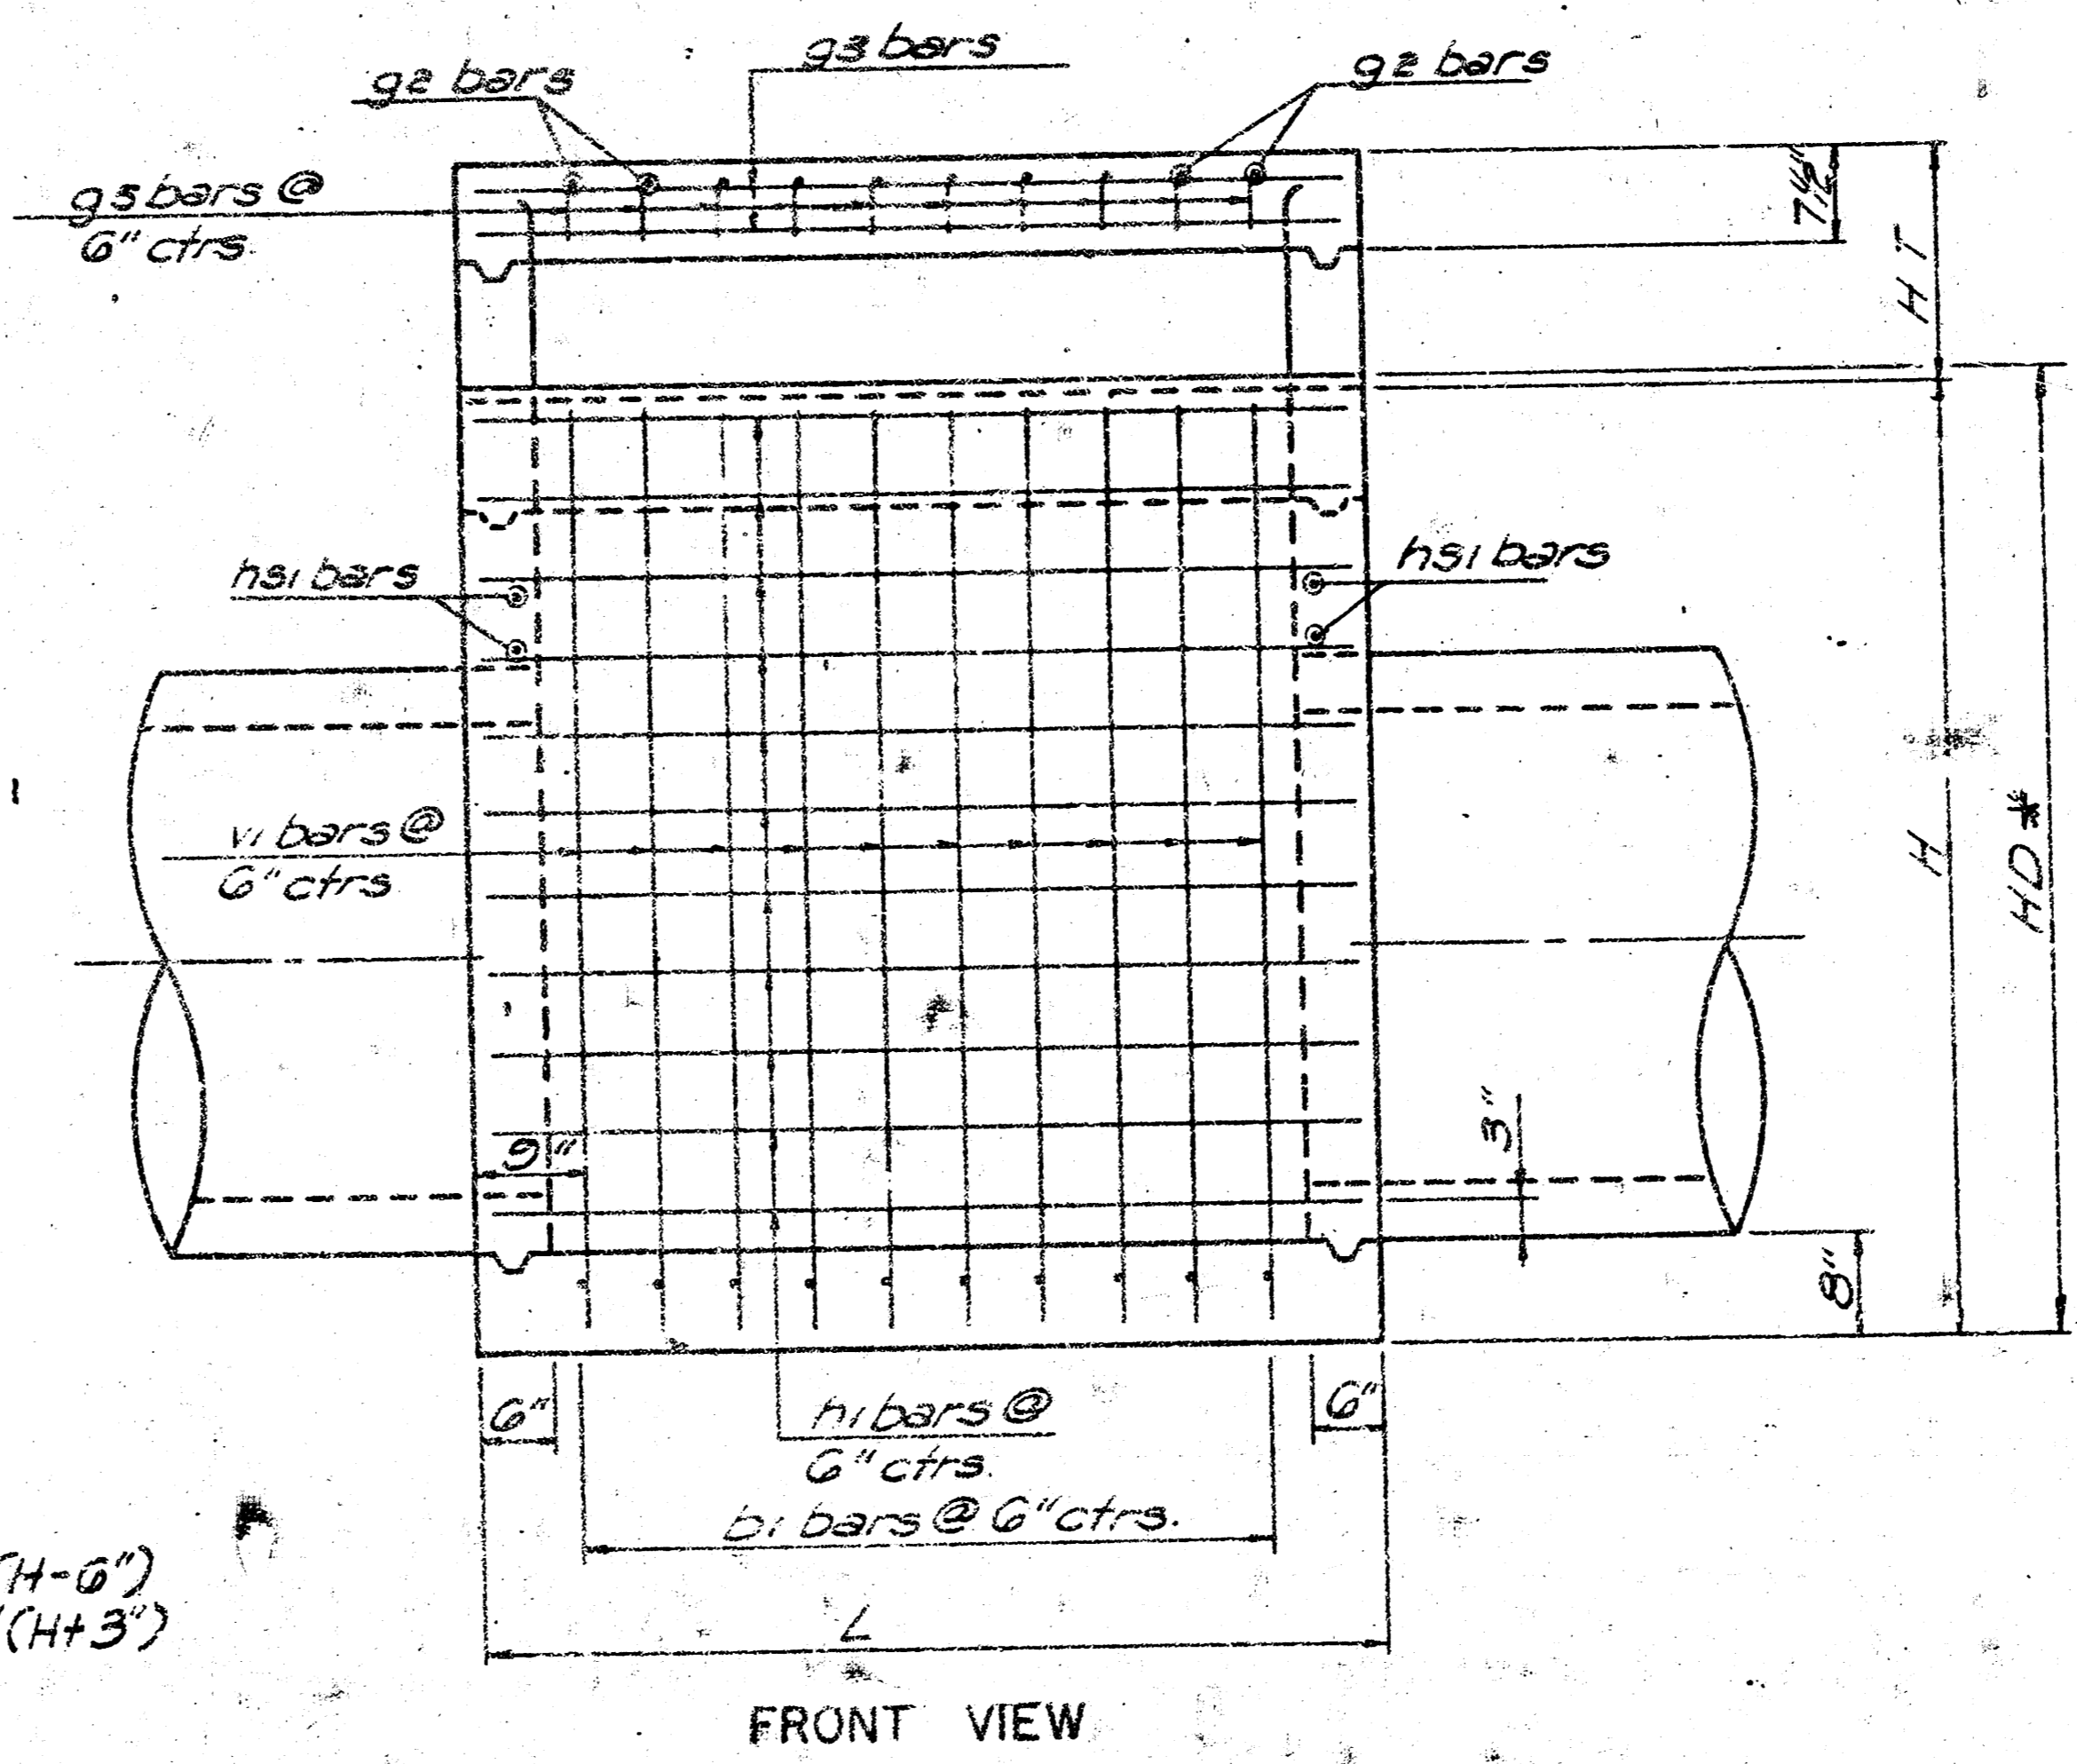 g3 bars
g2 bars
g2 bars
g5 bars @
6" ctrs.
7½"
HT
hs1 bars
hs1 bars
v1 bars @
6" ctrs
H
HD*
9"
3"
8"
6"
6"
h1 bars @
6" ctrs.
b1 bars @ 6" ctrs.
(H-6")
(H+3")
L
FRONT VIEW